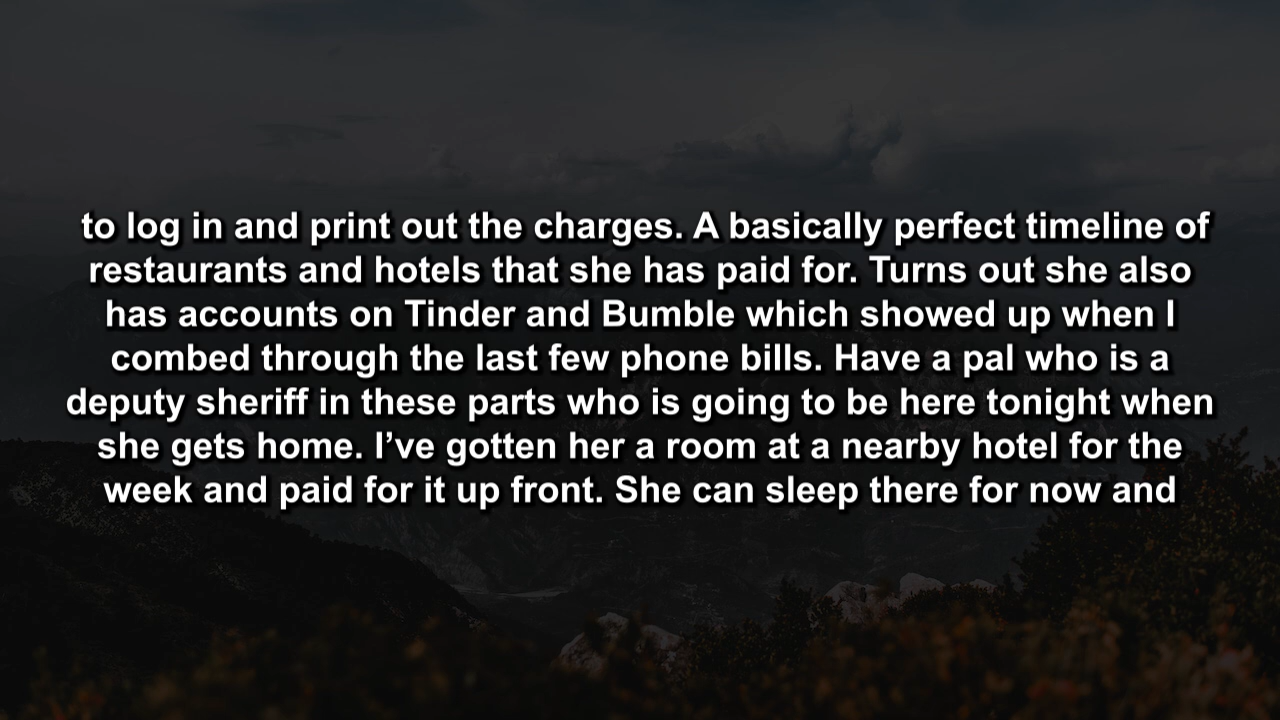 to log in and print out the charges. A basically perfect timeline of
restaurants and hotels that she has paid for. Turns out she also
has accounts on Tinder and Bumble which showed up when I
combed through the last few phone bills. Have a pal who is a
deputy sheriff in these parts who is going to be here tonight when
she gets home. I’ve gotten her a room at a nearby hotel for the
week and paid for it up front. She can sleep there for now and